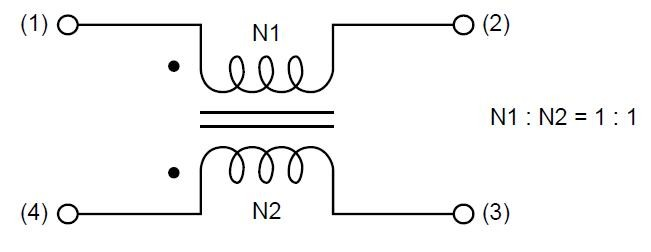 (1) N1 (2)
N1 : N2 = 1 : 1
(4) N2 (3)